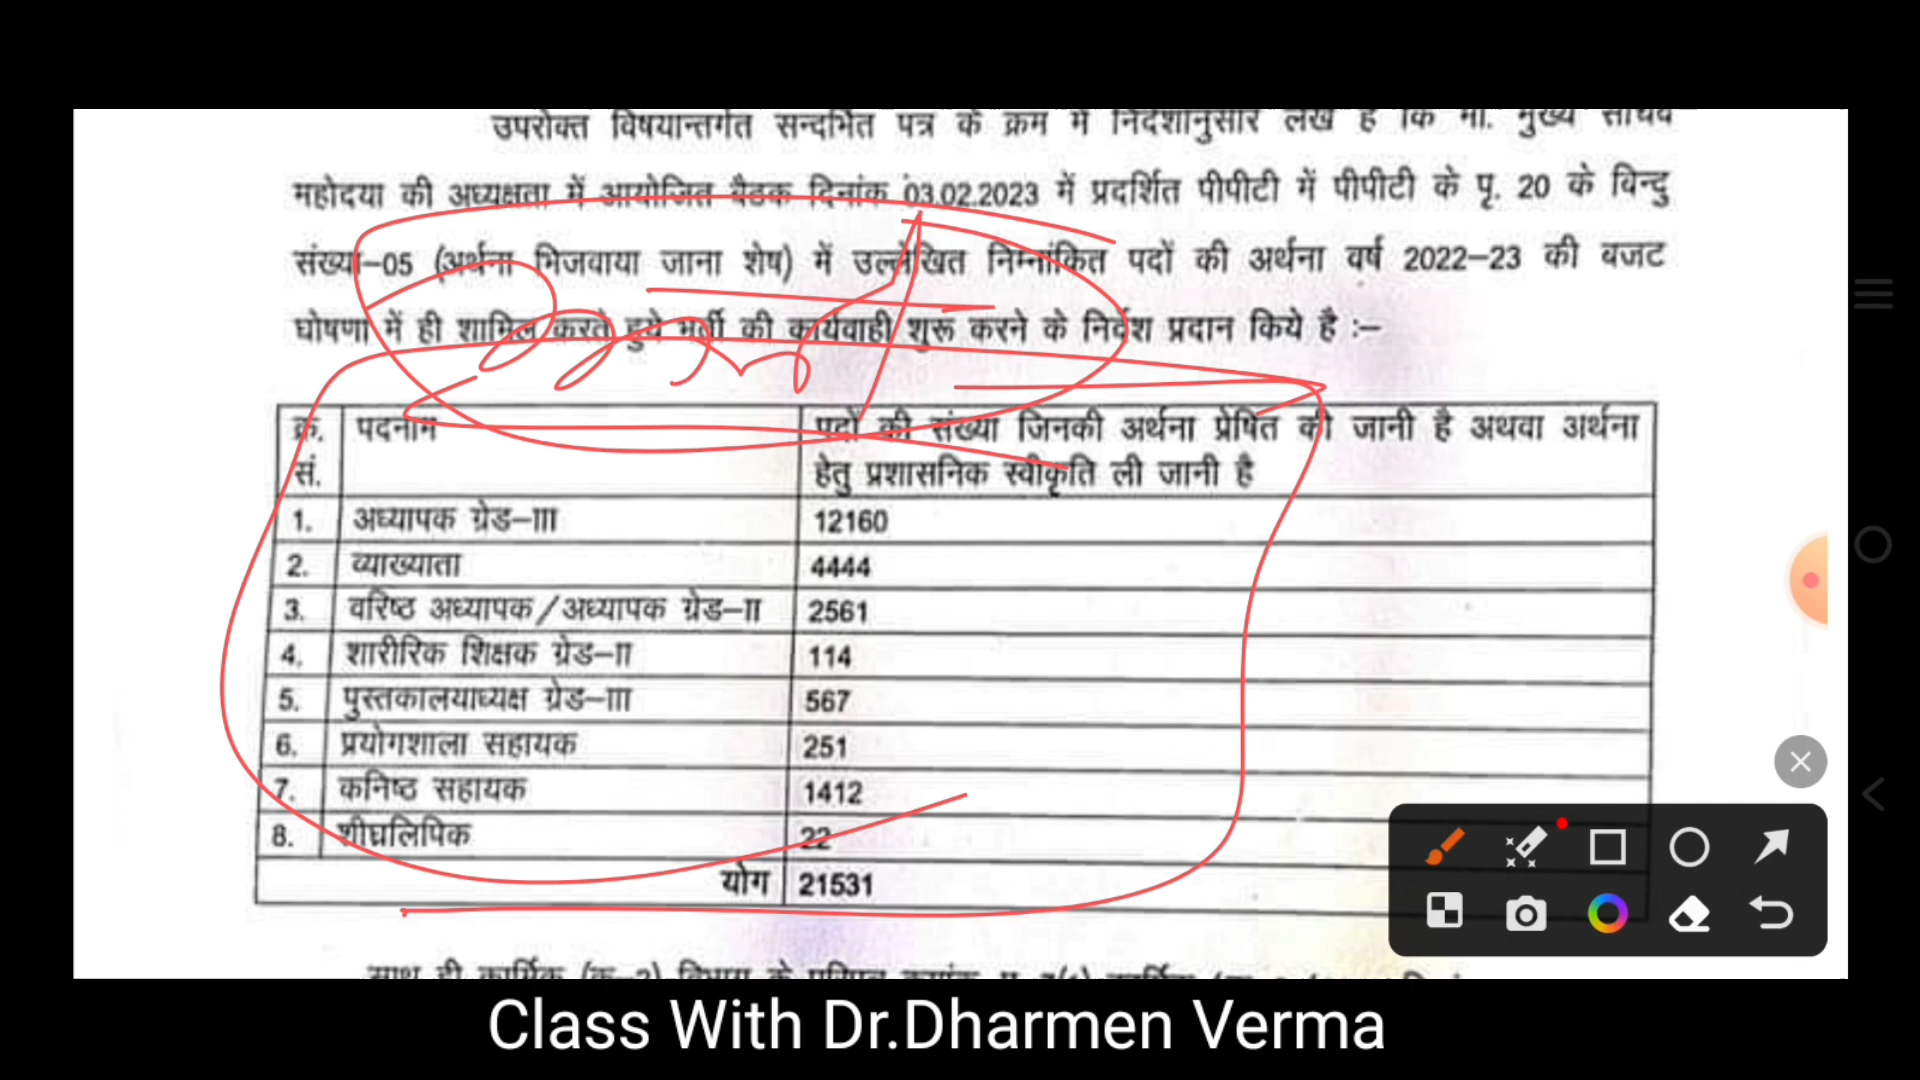 उपरोक्त विषयान्तर्गत सन्दर्भित पत्र के क्रम में निर्देशानुसार लेख है कि मा. मुख्य सचिव
महोदया की अध्यक्षता में आयोजित बैठक दिनांक 03.02.2023 में प्रदर्शित पीपीटी में पीपीटी के पृ. 20 के विन्दु
संख्या–05 (अर्थना भिजवाया जाना शेष) में उल्लेखित निम्नांकित पदों की अर्थना वर्ष 2022–23 की बजट
घोषणा में ही शामिल करते हुये भर्ती की कार्यवाही शुरू करने के निर्देश प्रदान किये है :–
क्र. सं. पदनाम पदों की संख्या जिनकी अर्थना प्रेषित की जानी है अथवा अर्थना
हेतु प्रशासनिक स्वीकृति ली जानी है
1. अध्यापक ग्रेड–III 12160
2. व्याख्याता 4444
3. वरिष्ठ अध्यापक/अध्यापक ग्रेड–II 2561
4. शारीरिक शिक्षक ग्रेड–II 114
5. पुस्तकालयाध्यक्ष ग्रेड–III 567
6. प्रयोगशाला सहायक 251
7. कनिष्ठ सहायक 1412
8. शीघ्रलिपिक 22
योग 21531
साथ ही कार्मिक (क–2) विभाग के परिपत्र क्रमांक
Class With Dr.Dharmen Verma